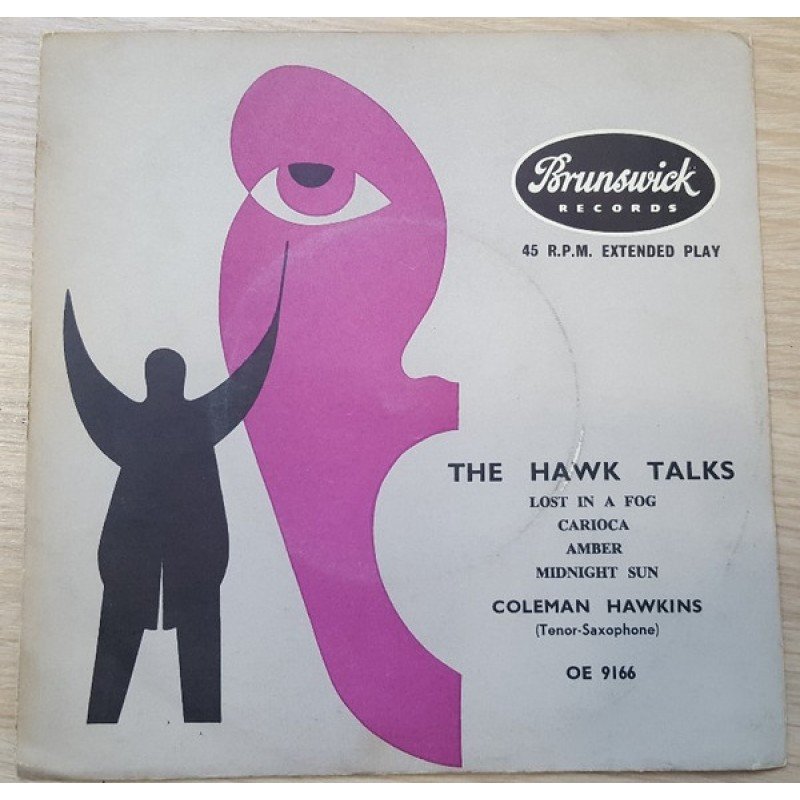 Brunswick
RECORDS
45 R.P.M. EXTENDED PLAY
THE HAWK TALKS
LOST IN A FOG
CARIOCA
AMBER
MIDNIGHT SUN
COLEMAN HAWKINS
(Tenor-Saxophone)
OE 9166